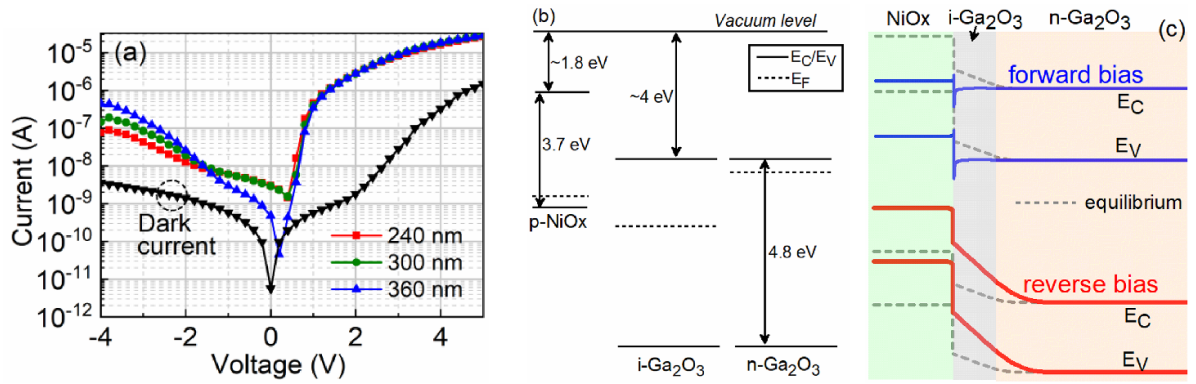 (a)
Current (A)
10⁻⁵
10⁻⁶
10⁻⁷
10⁻⁸
10⁻⁹
10⁻¹⁰
10⁻¹¹
10⁻¹²
Dark
current
240 nm
300 nm
360 nm
-4
-2
0
2
4
Voltage (V)
(b)
Vacuum level
~1.8 eV
E_C/E_V
E_F
~4 eV
3.7 eV
p-NiOx
4.8 eV
i-Ga₂O₃
n-Ga₂O₃
NiOx
i-Ga₂O₃
n-Ga₂O₃
(c)
forward bias
E_C
E_V
equilibrium
reverse bias
E_C
E_V